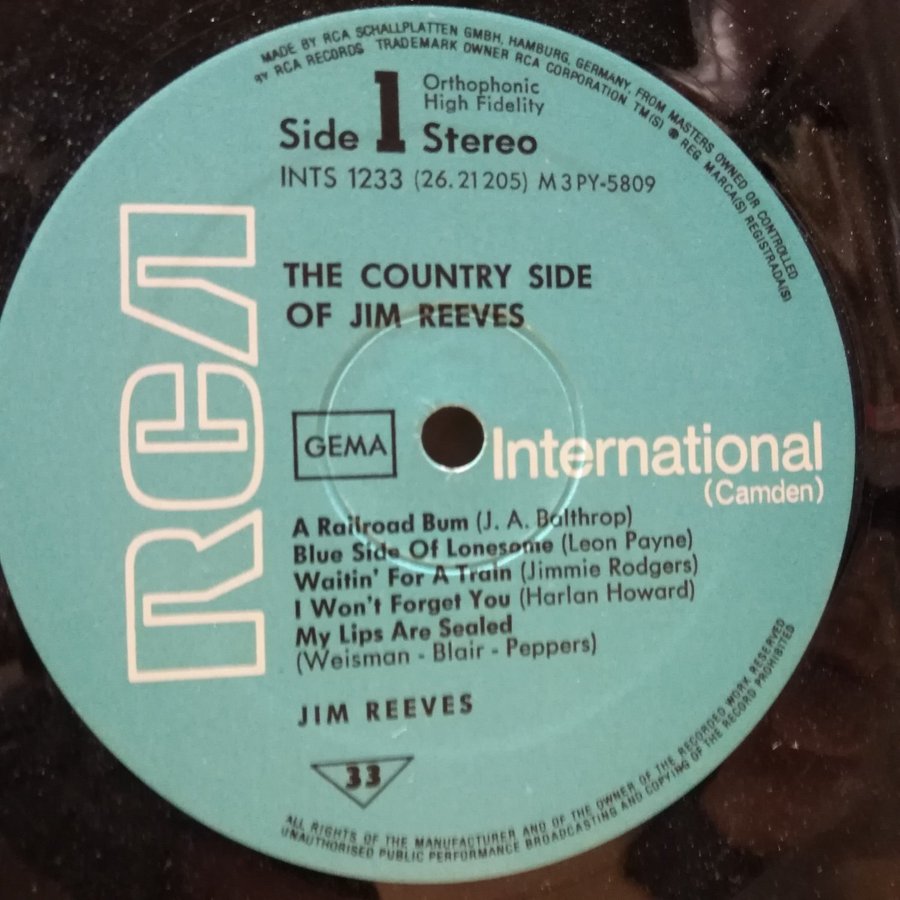 MADE BY RCA SCHALLPLATTEN GMBH, HAMBURG, GERMANY, FROM MASTERS OWNED OR CONTROLLED
BY RCA RECORDS TRADEMARK OWNER RCA CORPORATION TM(S) ® REG. MARCA(S) REGISTRADA(S)
Orthophonic
High Fidelity
Side 1 Stereo
INTS 1233 (26.21205) M3PY-5809
THE COUNTRY SIDE
OF JIM REEVES
RCA
GEMA
International
(Camden)
A Railroad Bum (J. A. Balthrop)
Blue Side Of Lonesome (Leon Payne)
Waitin' For A Train (Jimmie Rodgers)
I Won't Forget You (Harlan Howard)
My Lips Are Sealed
(Weisman - Blair - Peppers)
JIM REEVES
33
ALL RIGHTS OF THE MANUFACTURER AND OF THE OWNER OF THE RECORDED WORK RESERVED
UNAUTHORISED PUBLIC PERFORMANCE BROADCASTING AND COPYING OF THE RECORD PROHIBITED